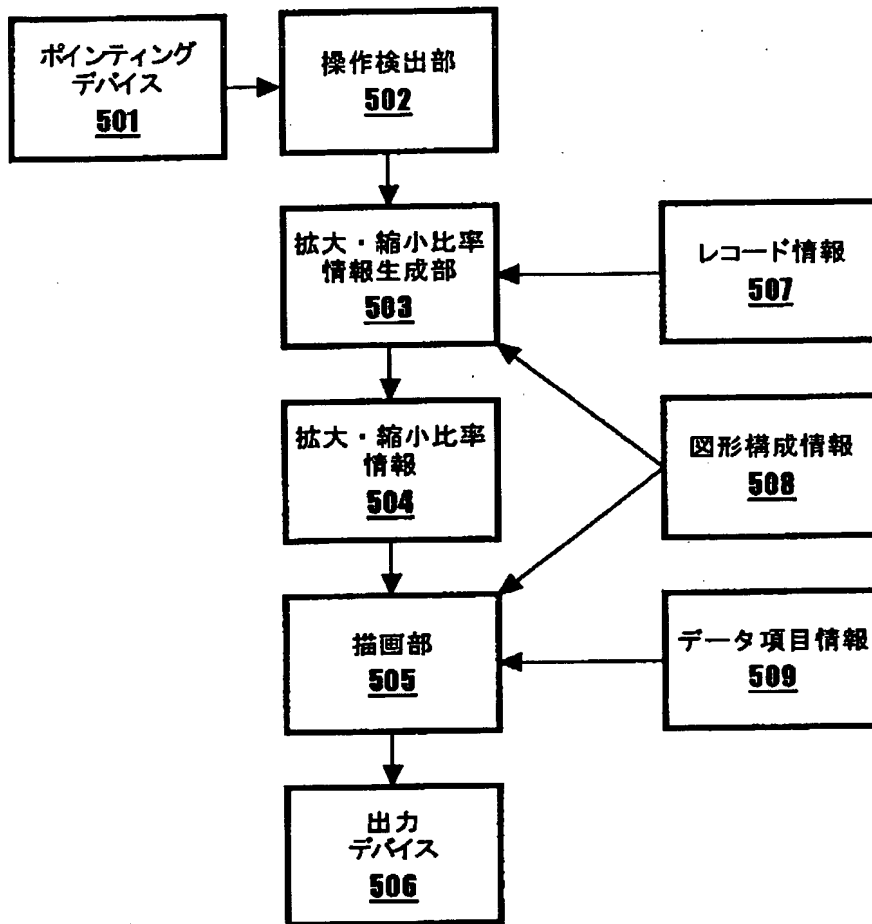 ポインティング
デバイス
501
操作検出部
502
拡大・縮小比率
情報生成部
503
レコード情報
507
拡大・縮小比率
情報
504
図形構成情報
508
描画部
505
データ項目情報
509
出力
デバイス
506